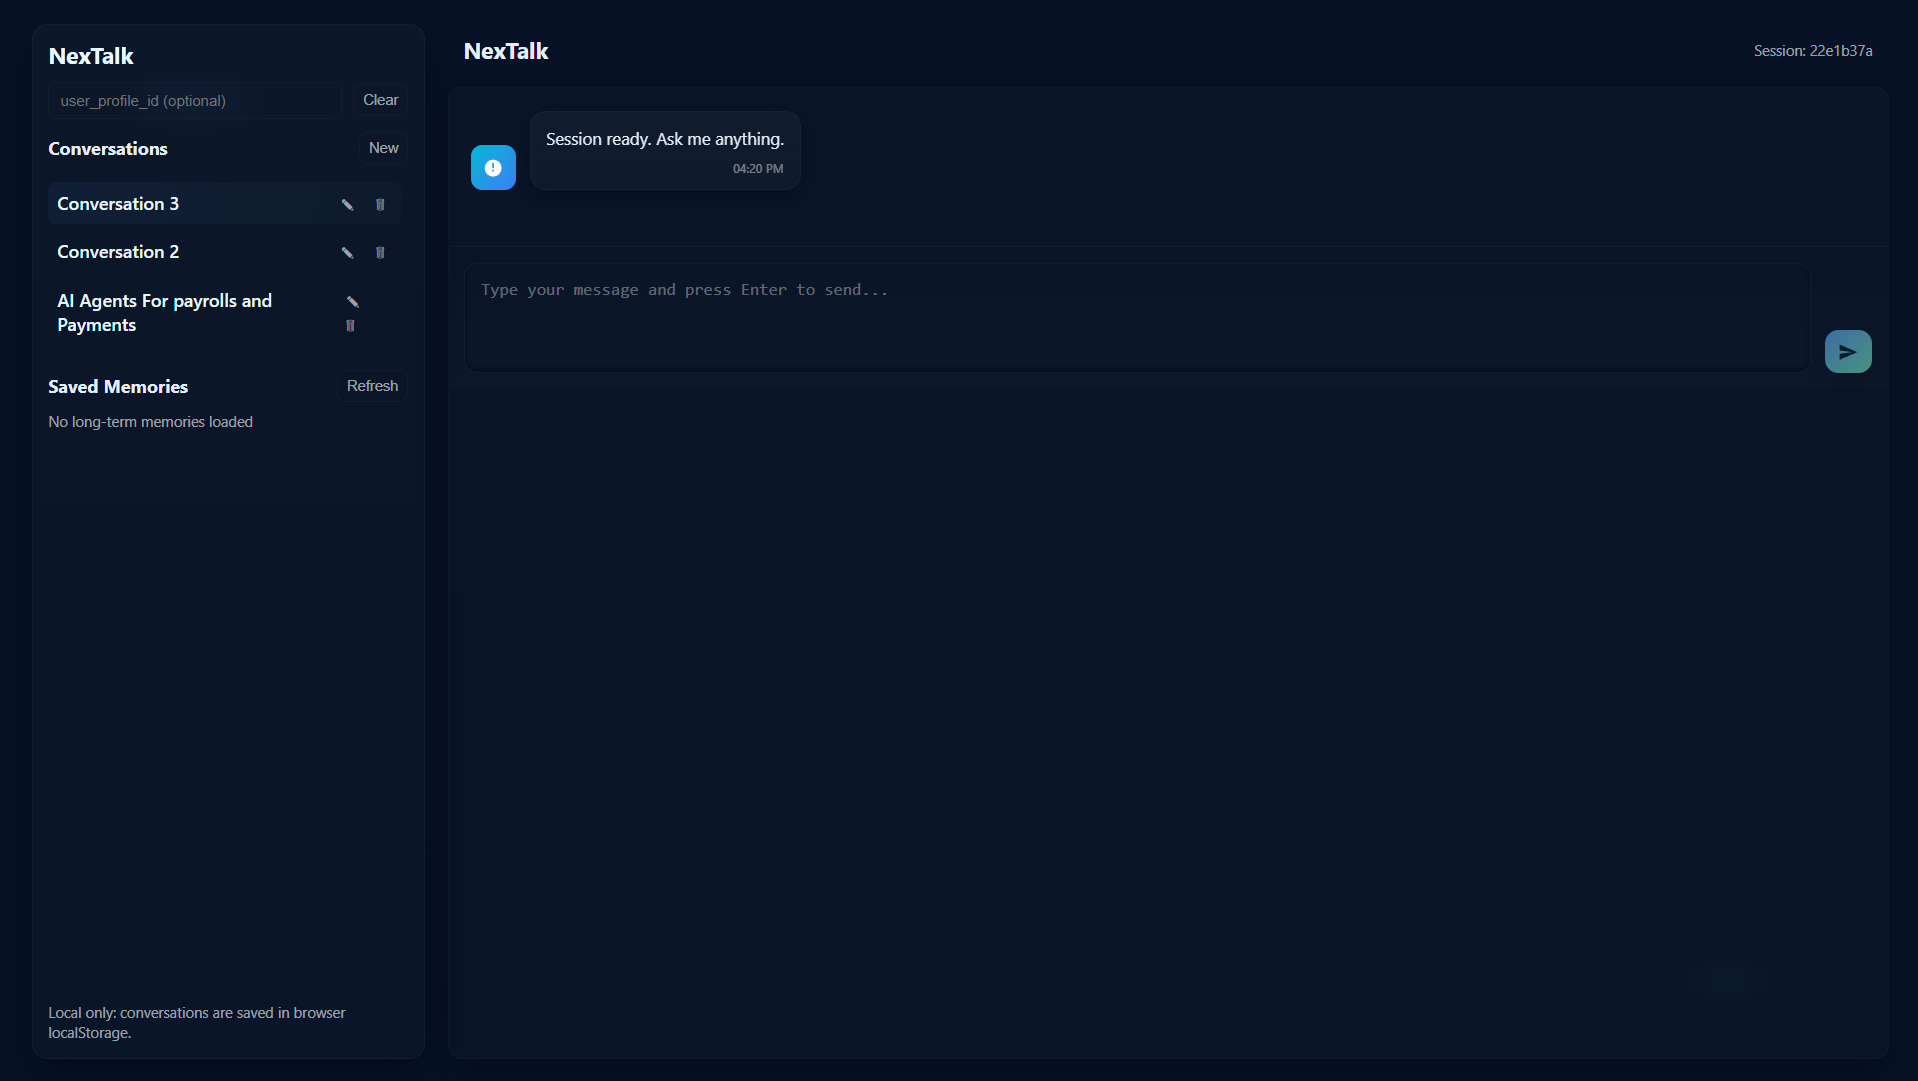 NexTalk
user_profile_id (optional)
Clear
Conversations
New
Conversation 3
Conversation 2
AI Agents For payrolls and
Payments
Saved Memories
Refresh
No long-term memories loaded
Local only: conversations are saved in browser
localStorage.
NexTalk
Session: 22e1b37a
Session ready. Ask me anything.
04:20 PM
Type your message and press Enter to send...